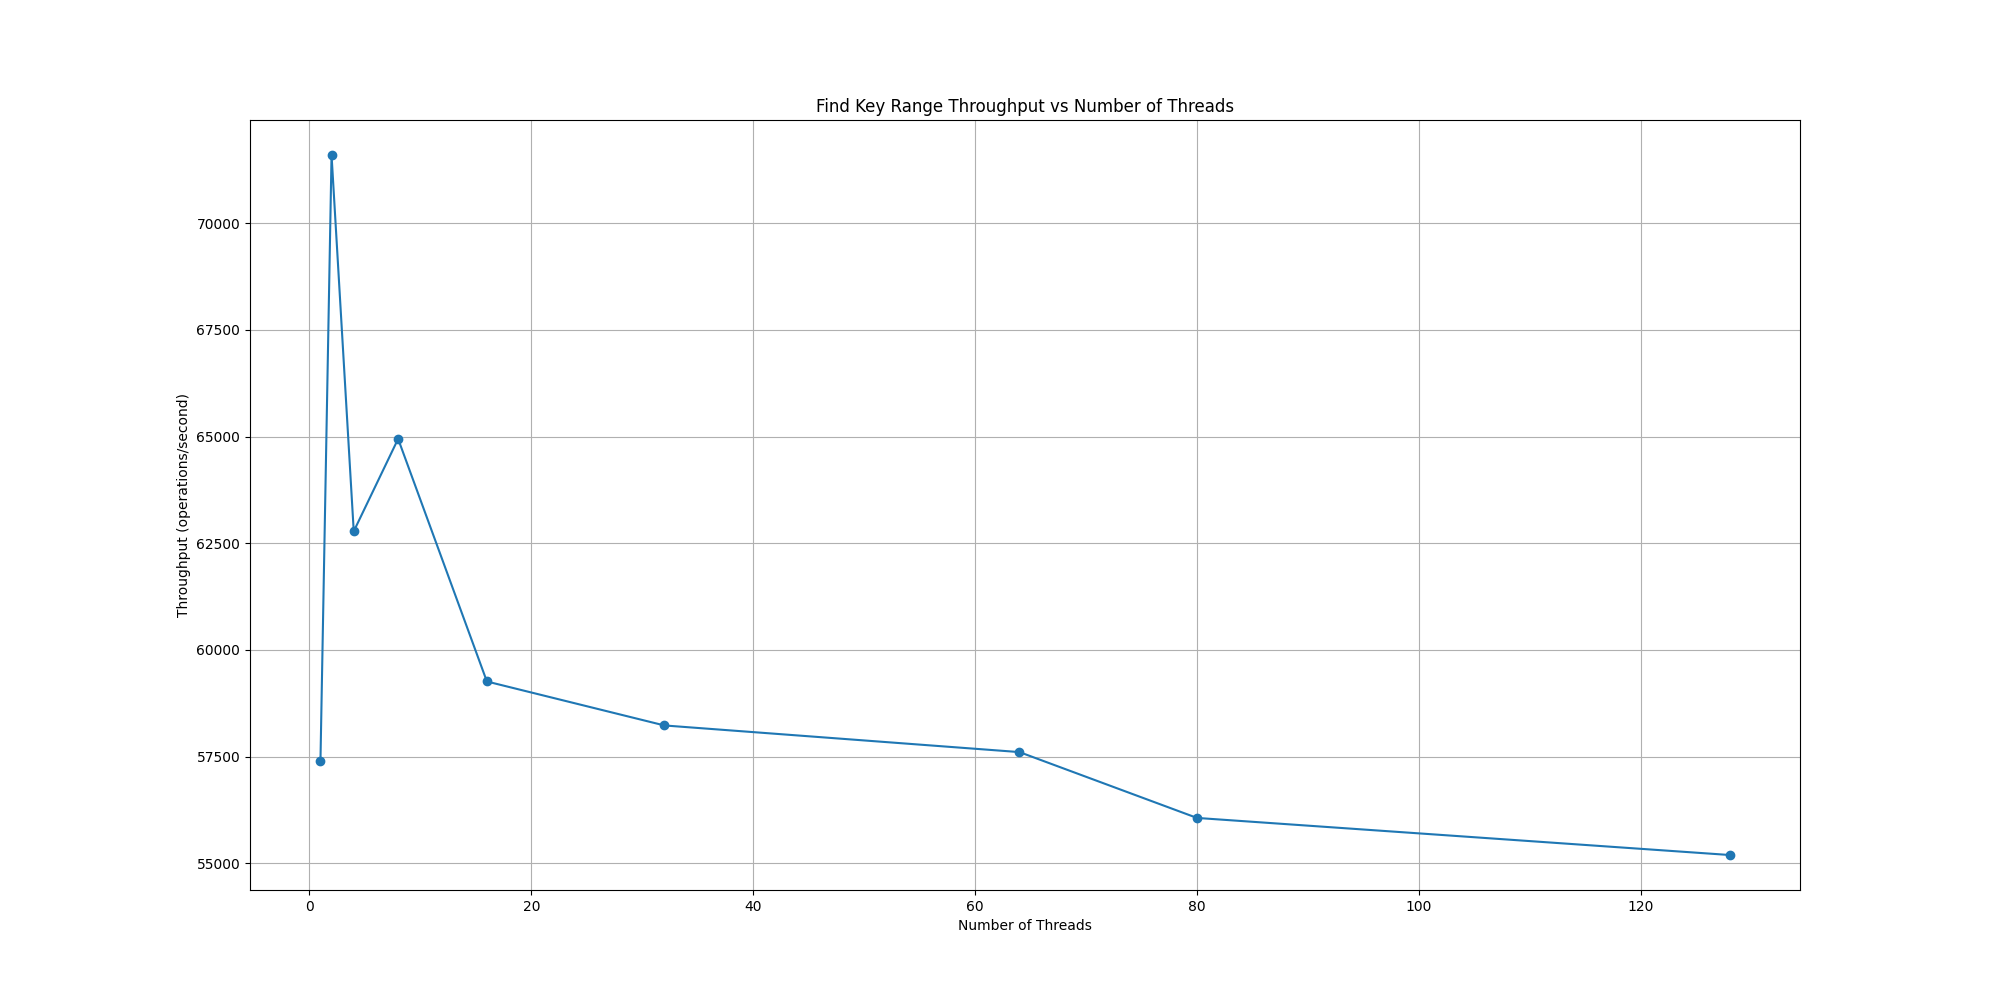 Find Key Range Throughput vs Number of Threads
70000
67500
65000
62500
60000
57500
55000
Throughput (operations/second)
0 20 40 60 80 100 120
Number of Threads